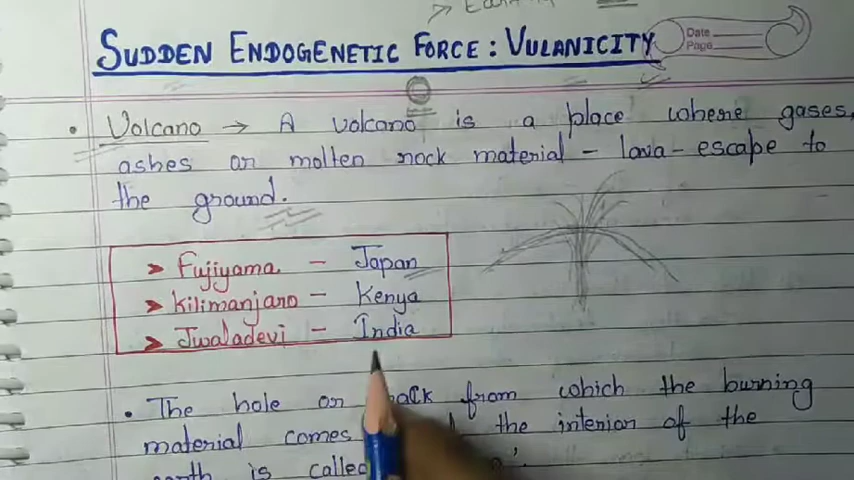 SUDDEN ENDOGENETIC FORCE : VULANICITY
Date
Page
• Volcano → A volcano is a place where gases,
ashes or molten rock material - lava - escape to
the ground.
➤ Fujiyama - Japan
➤ Kilimanjaro - Kenya
➤ Jwaladevi - India
• The hole or from which the burning
material comes the interior of the
earth is called